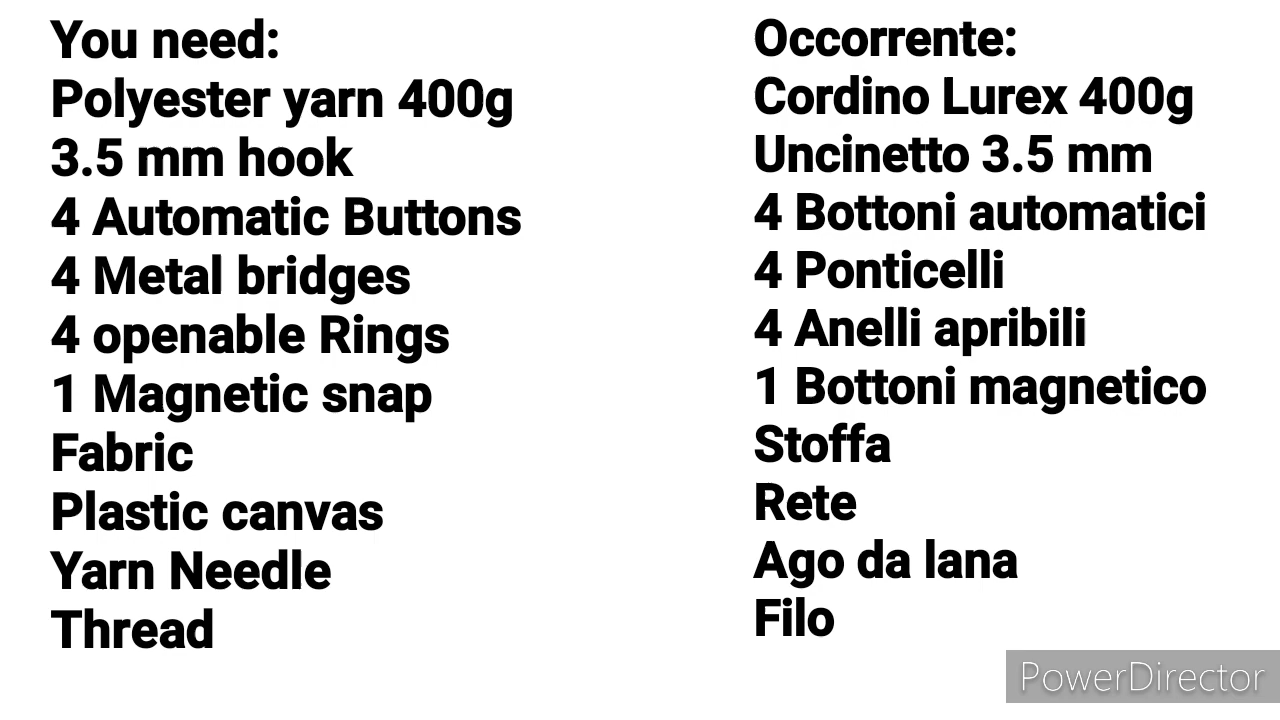 You need:
Polyester yarn 400g
3.5 mm hook
4 Automatic Buttons
4 Metal bridges
4 openable Rings
1 Magnetic snap
Fabric
Plastic canvas
Yarn Needle
Thread
Occorrente:
Cordino Lurex 400g
Uncinetto 3.5 mm
4 Bottoni automatici
4 Ponticelli
4 Anelli apribili
1 Bottoni magnetico
Stoffa
Rete
Ago da lana
Filo
PowerDirector